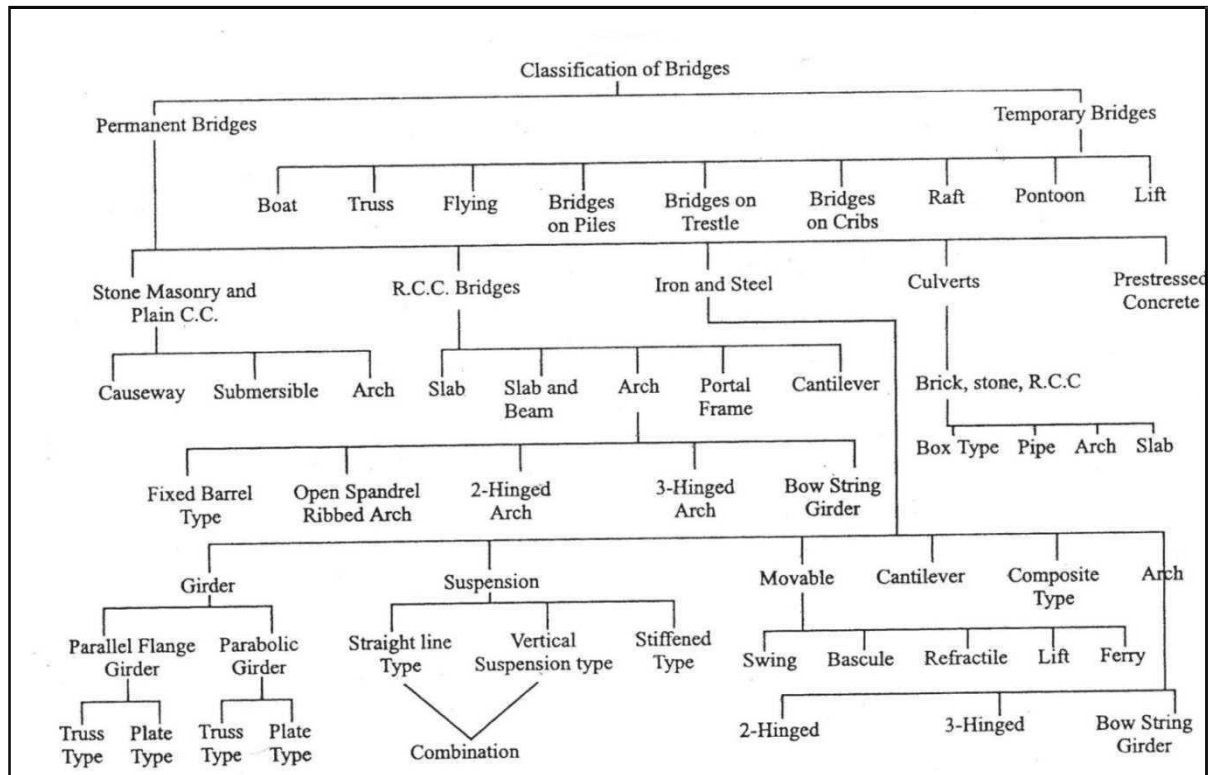 Classification of Bridges
Permanent Bridges
Temporary Bridges
Boat
Truss
Flying
Bridges
on Piles
Bridges on
Trestle
Bridges
on Cribs
Raft
Pontoon
Lift
Stone Masonry and
Plain C.C.
R.C.C. Bridges
Iron and Steel
Culverts
Prestressed
Concrete
Causeway
Submersible
Arch
Slab
Slab and
Beam
Arch
Portal
Frame
Cantilever
Brick, stone, R.C.C
Box Type
Pipe
Arch
Slab
Fixed Barrel
Type
Open Spandrel
Ribbed Arch
2-Hinged
Arch
3-Hinged
Arch
Bow String
Girder
Girder
Suspension
Movable
Cantilever
Composite
Type
Arch
Parallel Flange
Girder
Parabolic
Girder
Straight line
Type
Vertical
Suspension type
Stiffened
Type
Swing
Bascule
Refractile
Lift
Ferry
Truss
Type
Plate
Type
Truss
Type
Plate
Type
Combination
2-Hinged
3-Hinged
Bow String
Girder